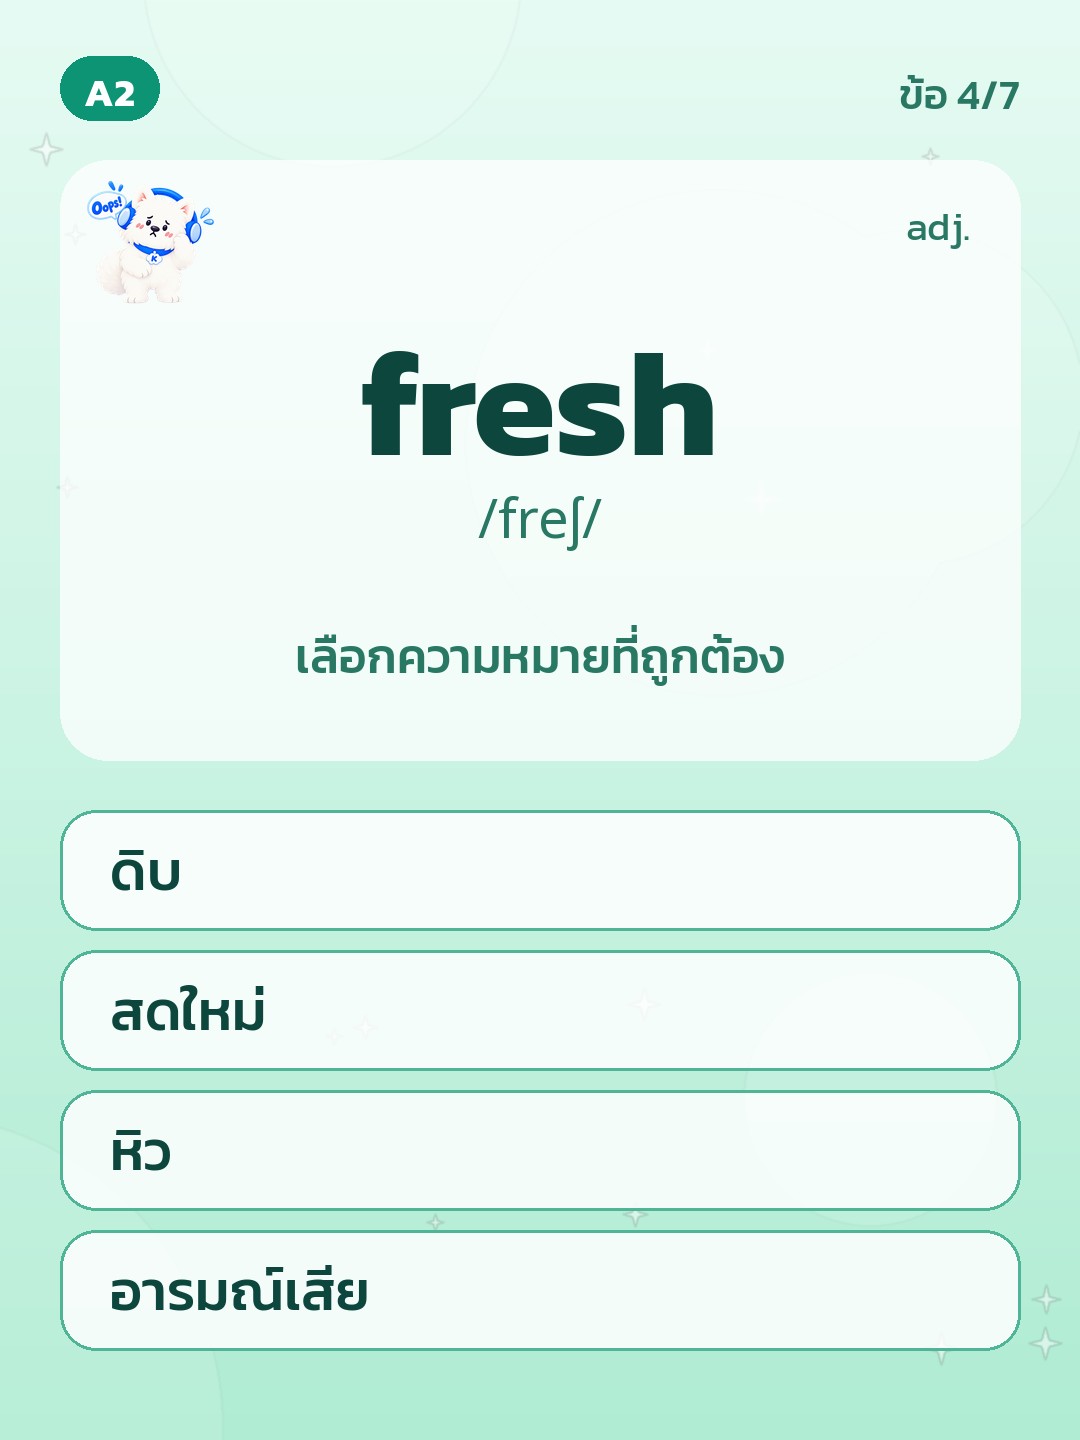 A2
ข้อ 4/7
Oops!
adj.
K
fresh
/freʃ/
เลือกความหมายที่ถูกต้อง
ดิบ
สดใหม่
หิว
อารมณ์เสีย